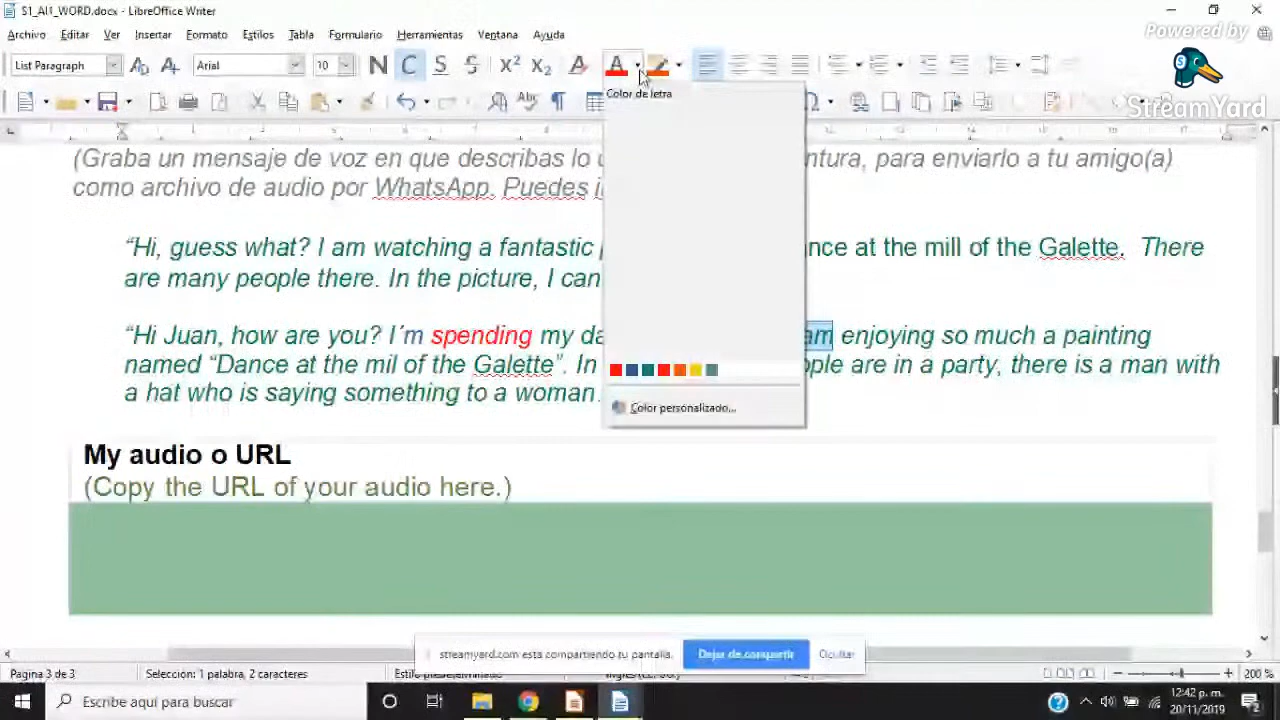 S1_AI1_WORD.docx - LibreOffice Writer
Powered by
Archivo Editar Ver Insertar Formato Estilos Tabla Formulario Herramientas Ventana Ayuda
List Paragraph Arial 10 N C S S X² X₂ A A
StreamYard
Color de letra
(Graba un mensaje de voz en que describas lo ntura, para enviarlo a tu amigo(a)
como archivo de audio por WhatsApp. Puedes
“Hi, guess what? I am watching a fantastic nce at the mill of the Galette. There
are many people there. In the picture, I can
“Hi Juan, how are you? I´m spending my da am enjoying so much a painting
named “Dance at the mil of the Galette”. In ople are in a party, there is a man with
a hat who is saying something to a woman.
Color personalizado...
My audio o URL
(Copy the URL of your audio here.)
streamyard.com está compartiendo tu pantalla. Dejar de compartir Ocultar
Página 3 de 3 Selección: 1 palabra, 2 caracteres 200 %
Escribe aquí para buscar
12:42 p. m.
20/11/2019